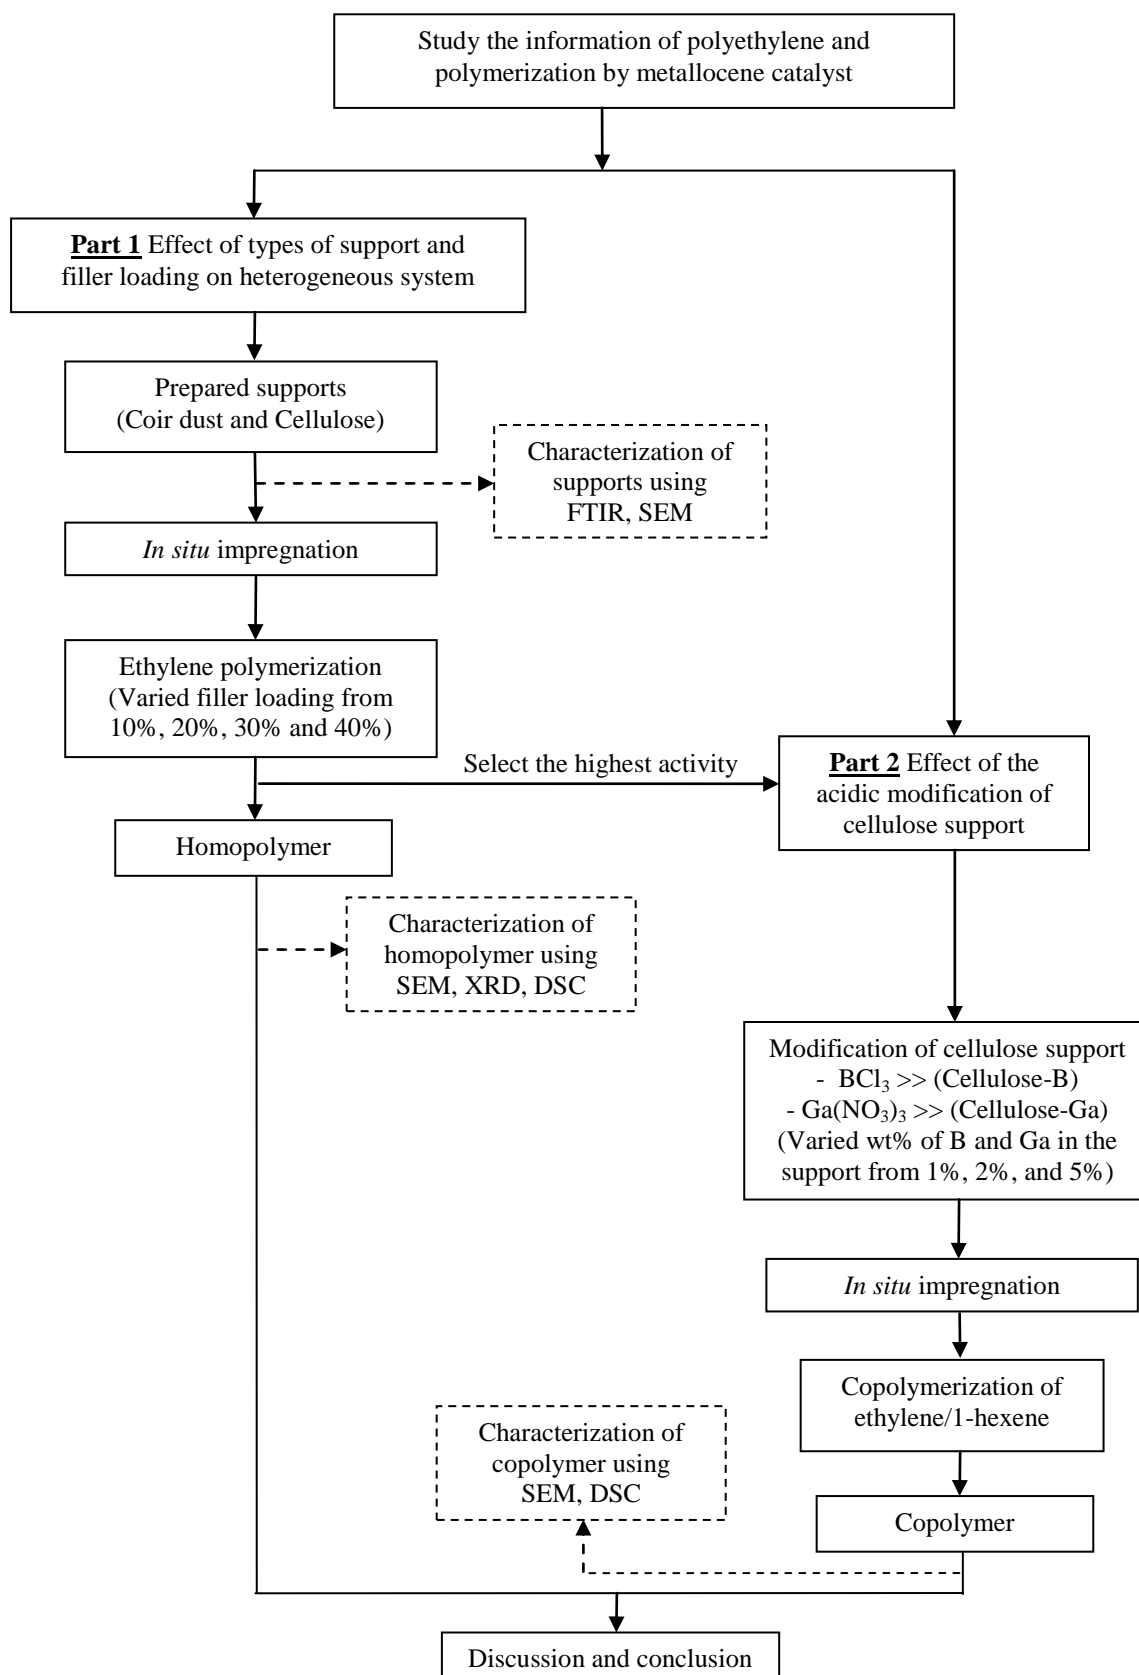 Study the information of polyethylene and
polymerization by metallocene catalyst
Part 1 Effect of types of support and
filler loading on heterogeneous system
Prepared supports
(Coir dust and Cellulose)
Characterization of
supports using
FTIR, SEM
In situ impregnation
Ethylene polymerization
(Varied filler loading from
10%, 20%, 30% and 40%)
Select the highest activity
Part 2 Effect of the
acidic modification of
cellulose support
Homopolymer
Characterization of
homopolymer using
SEM, XRD, DSC
Modification of cellulose support
- BCl₃ >> (Cellulose-B)
- Ga(NO₃)₃ >> (Cellulose-Ga)
(Varied wt% of B and Ga in the
support from 1%, 2%, and 5%)
In situ impregnation
Copolymerization of
ethylene/1-hexene
Characterization of
copolymer using
SEM, DSC
Copolymer
Discussion and conclusion